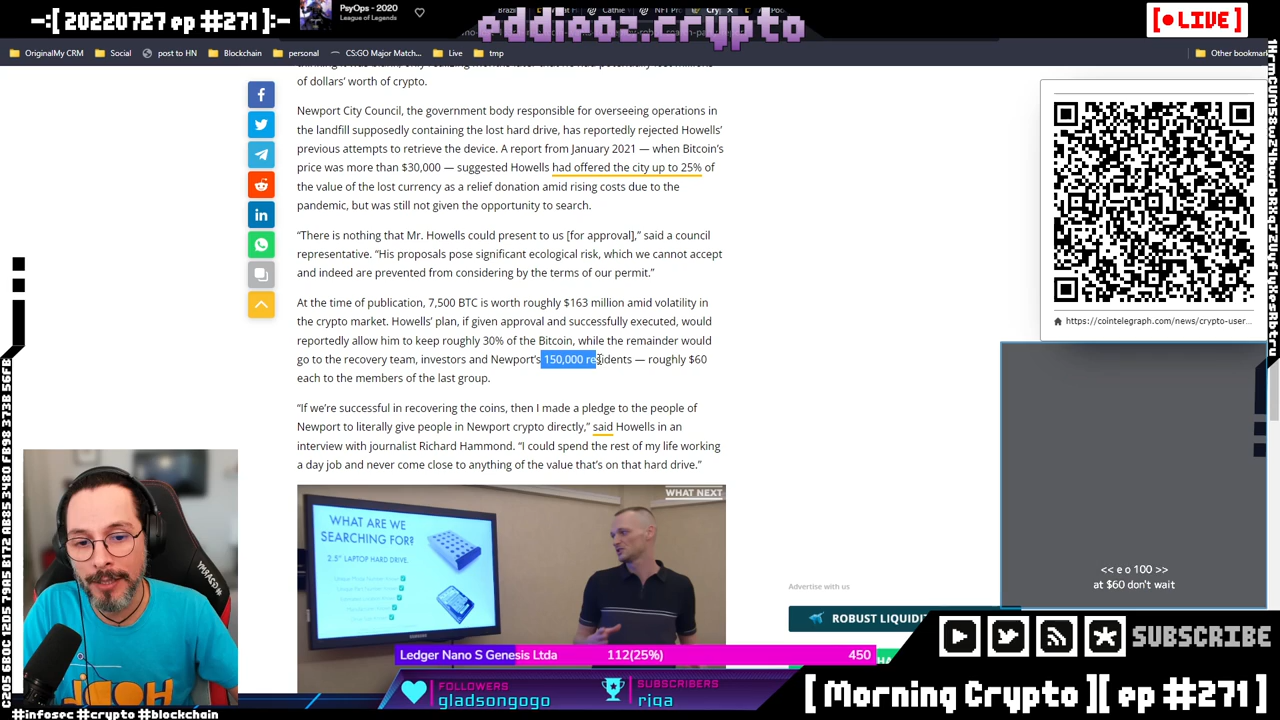 –:[ 20220727 ep #271 ]:–
PsyOps - 2020
League of Legends
eddieoz.crypto
[ LIVE ]
OriginalMy CRM
Social
post to HN
Blockchain
personal
CS:GO Major Match...
Live
tmp
Other bookmar
of dollars’ worth of crypto.
Newport City Council, the government body responsible for overseeing operations in
the landfill supposedly containing the lost hard drive, has reportedly rejected Howells’
previous attempts to retrieve the device. A report from January 2021 — when Bitcoin’s
price was more than $30,000 — suggested Howells had offered the city up to 25% of
the value of the lost currency as a relief donation amid rising costs due to the
pandemic, but was still not given the opportunity to search.
“There is nothing that Mr. Howells could present to us [for approval],” said a council
representative. “His proposals pose significant ecological risk, which we cannot accept
and indeed are prevented from considering by the terms of our permit.”
At the time of publication, 7,500 BTC is worth roughly $163 million amid volatility in
the crypto market. Howells’ plan, if given approval and successfully executed, would
reportedly allow him to keep roughly 30% of the Bitcoin, while the remainder would
go to the recovery team, investors and Newport’s 150,000 residents — roughly $60
each to the members of the last group.
“If we’re successful in recovering the coins, then I made a pledge to the people of
Newport to literally give people in Newport crypto directly,” said Howells in an
interview with journalist Richard Hammond. “I could spend the rest of my life working
a day job and never come close to anything of the value that’s on that hard drive.”
WHAT NEXT
WHAT ARE WE
SEARCHING FOR?
2.5" LAPTOP HARD DRIVE
https://cointelegraph.com/news/crypto-user...
<< e o 100 >>
at $60 don't wait
Advertise with us
ROBUST LIQUIDI
SUBSCRIBE
Ledger Nano S Genesis Ltda
112(25%)
450
FOLLOWERS
gladsongogo
SUBSCRIBERS
riga
[ Morning Crypto ][ ep #271 ]
infosec #crypto #blockchain